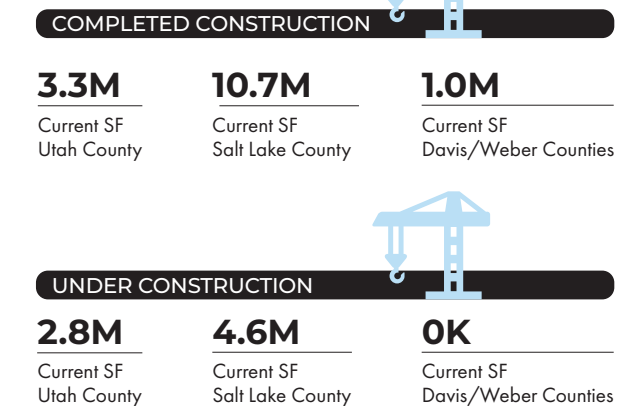 COMPLETED CONSTRUCTION
3.3M
Current SF
Utah County
10.7M
Current SF
Salt Lake County
1.0M
Current SF
Davis/Weber Counties
UNDER CONSTRUCTION
2.8M
Current SF
Utah County
4.6M
Current SF
Salt Lake County
0K
Current SF
Davis/Weber Counties